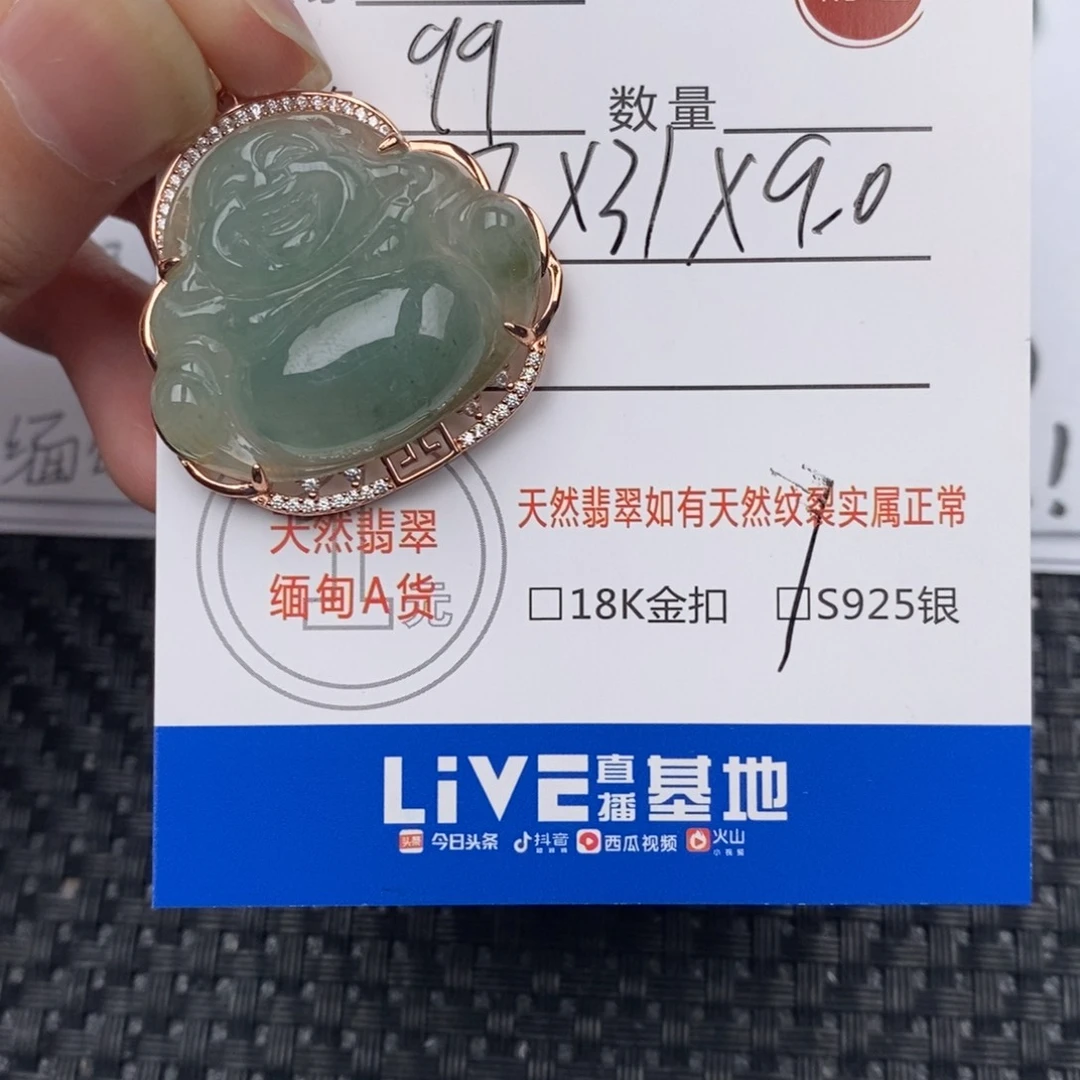 99 数量
X31X9.0
天然翡翠如有天然纹裂实属正常
天然翡翠
缅甸A货
元
□18K金扣 □S925银
LiVE直播基地
头条 今日头条 抖音 西瓜视频 火山
缅
!